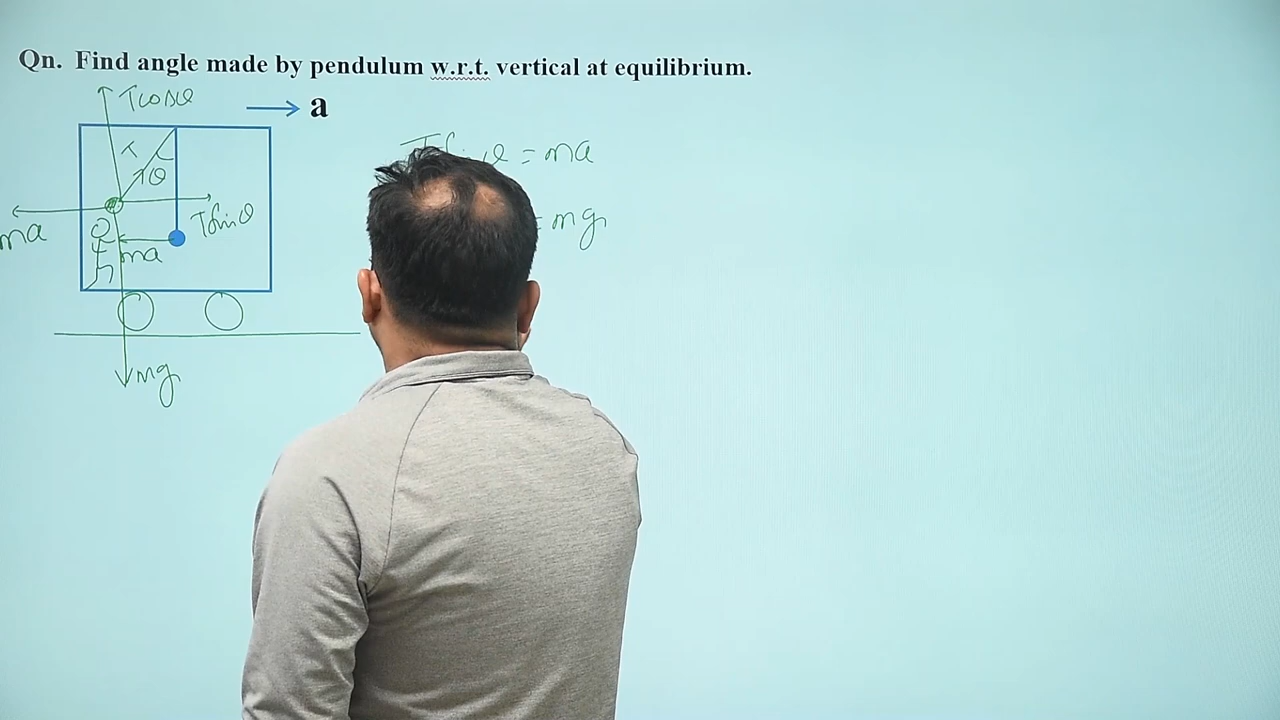 Qn. Find angle made by pendulum w.r.t. vertical at equilibrium.
Tcosθ
a
T
θ
Tsinθ
ma
ma
mg
θ = ma
= mg